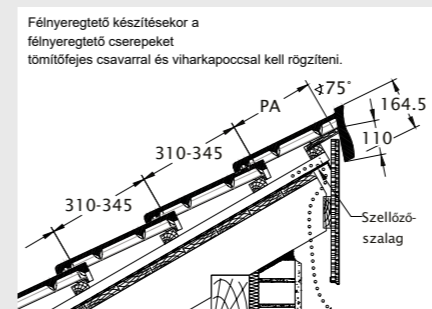 Félnyeregtető készítésekor a
félnyeregtető cserepeket
tömítőfejes csavarral és viharkapoccsal kell rögzíteni.
∢75°
PA
164.5
110
310-345
310-345
Szellőző-
szalag